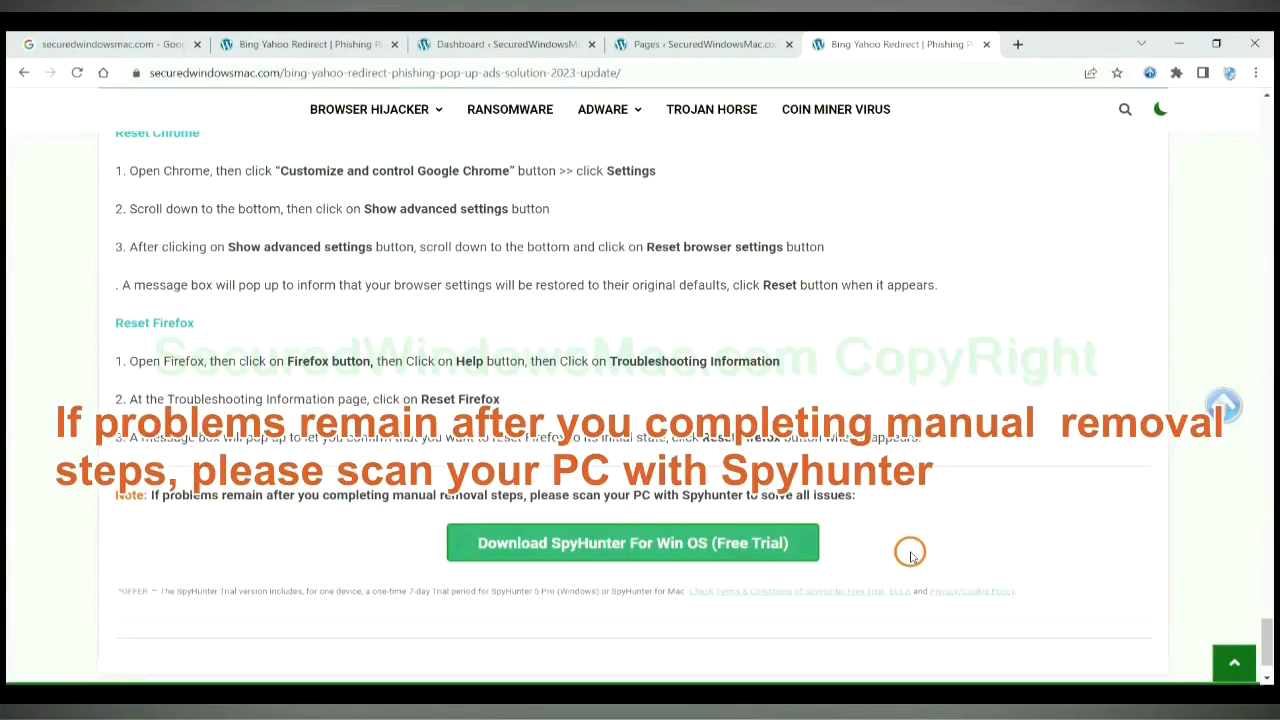 securedwindowsmac.com - Goo
Bing Yahoo Redirect | Phishing P
Dashboard ‹ SecuredWindowsM
Pages ‹ SecuredWindowsMac.co
Bing Yahoo Redirect | Phishing P
securedwindowsmac.com/bing-yahoo-redirect-phishing-pop-up-ads-solution-2023-update/
BROWSER HIJACKER RANSOMWARE ADWARE TROJAN HORSE COIN MINER VIRUS
Reset Chrome
1. Open Chrome, then click “Customize and control Google Chrome” button >> click Settings
2. Scroll down to the bottom, then click on Show advanced settings button
3. After clicking on Show advanced settings button, scroll down to the bottom and click on Reset browser settings button
. A message box will pop up to inform that your browser settings will be restored to their original defaults, click Reset button when it appears.
Reset Firefox
SecuredWindowsMac.com CopyRight
1. Open Firefox, then click on Firefox button, then Click on Help button, then Click on Troubleshooting Information
2. At the Troubleshooting Information page, click on Reset Firefox
If problems remain after you completing manual removal
3. A message box will pop up to let you confirm that you want to reset Firefox to its initial state, click Reset Firefox button when it appears.
steps, please scan your PC with Spyhunter
Note: If problems remain after you completing manual removal steps, please scan your PC with Spyhunter to solve all issues:
Download SpyHunter For Win OS (Free Trial)
*OFFER – The SpyHunter Trial version includes, for one device, a one-time 7-day Trial period for SpyHunter 5 Pro (Windows) or SpyHunter for Mac. Check Terms & Conditions of SpyHunter Free Trial, EULA and Privacy/Cookie Policy.